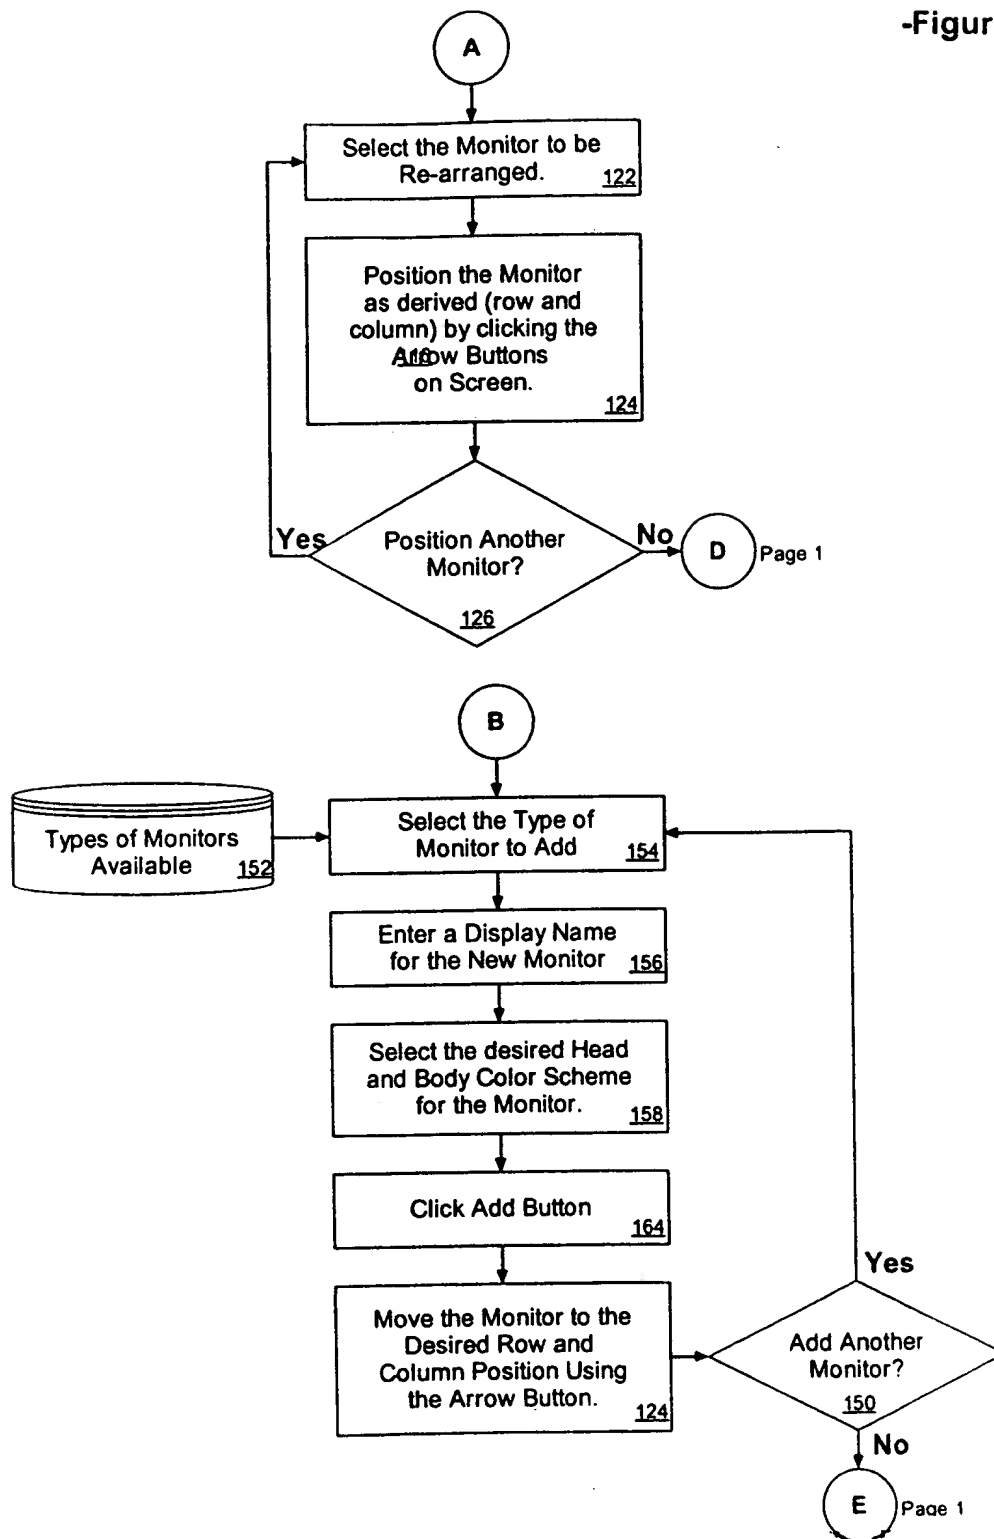 -Figur
A
Select the Monitor to be
Re-arranged.
122
Position the Monitor
as derived (row and
column) by clicking the
Arrow Buttons
116
on Screen.
124
Yes
Position Another
Monitor?
126
No
D
Page 1
B
Types of Monitors
Available
152
Select the Type of
Monitor to Add
154
Enter a Display Name
for the New Monitor
156
Select the desired Head
and Body Color Scheme
for the Monitor.
158
Click Add Button
164
Move the Monitor to the
Desired Row and
Column Position Using
the Arrow Button.
124
Yes
Add Another
Monitor?
150
No
E
Page 1